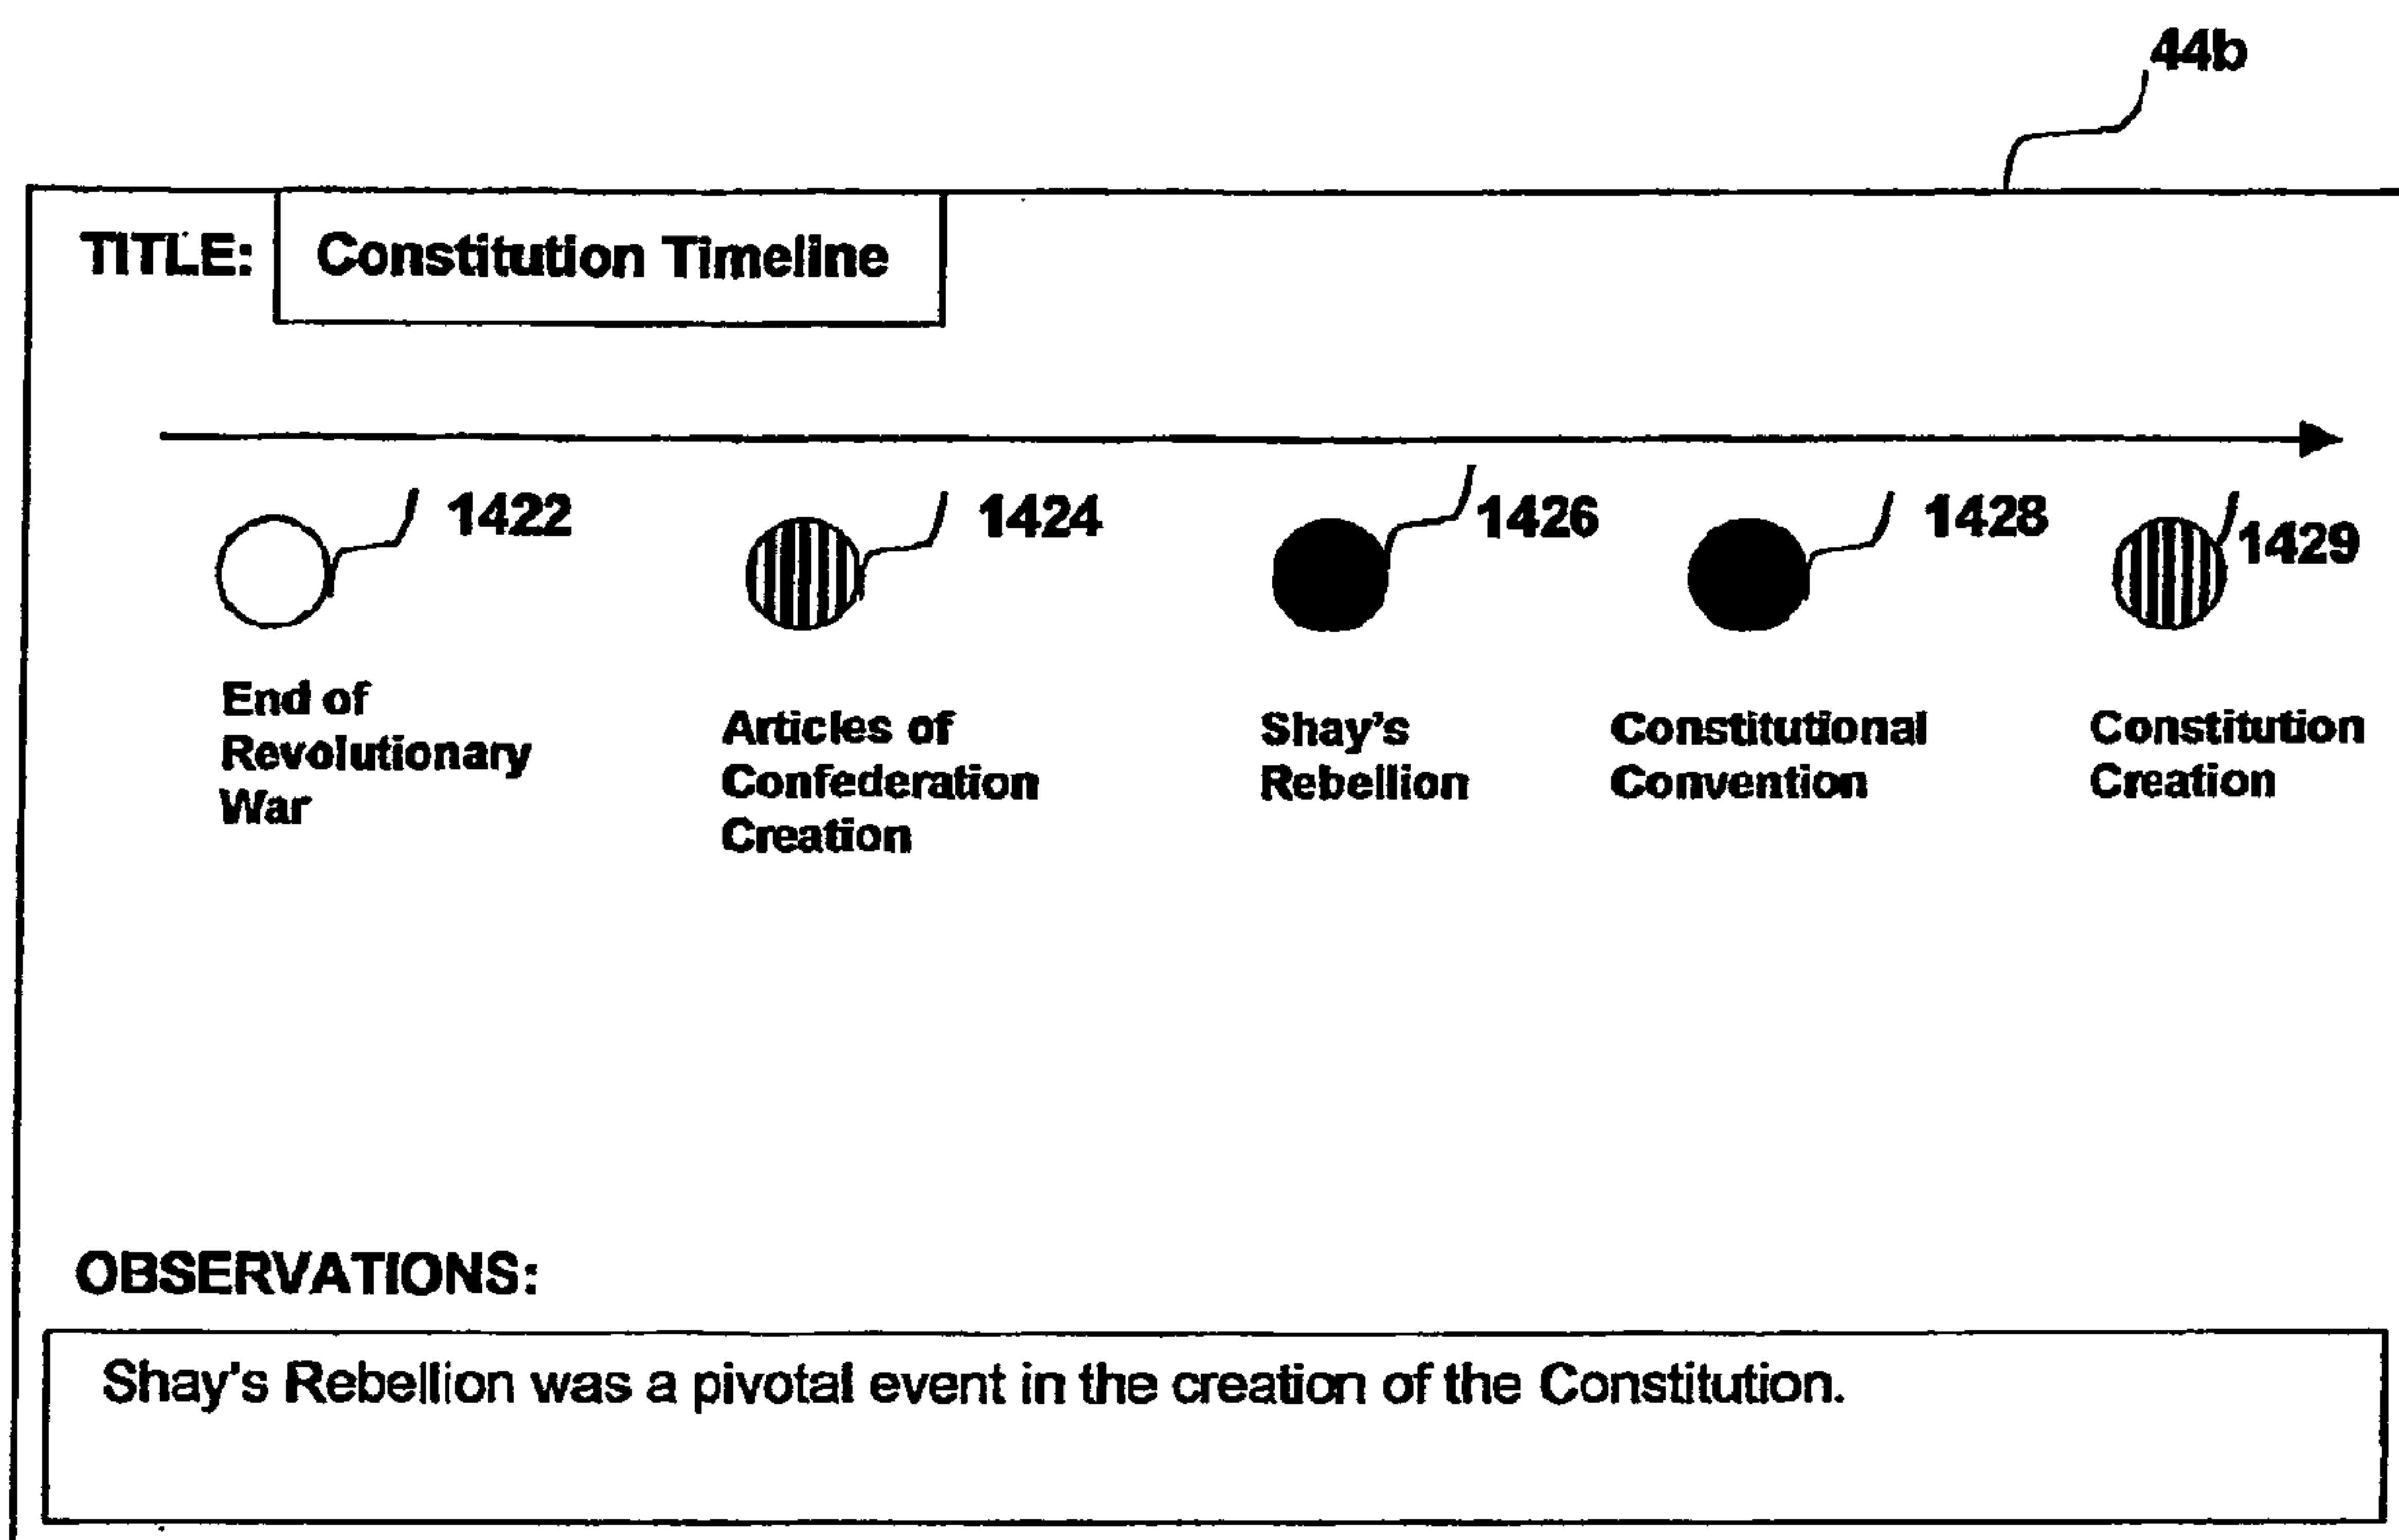 44b
TITLE: Constitution Timeline
1422 1424 1426 1428 1429
End of
Revolutionary
War
Articles of
Confederation
Creation
Shay's
Rebellion
Constitutional
Convention
Constitution
Creation
OBSERVATIONS:
Shay's Rebellion was a pivotal event in the creation of the Constitution.